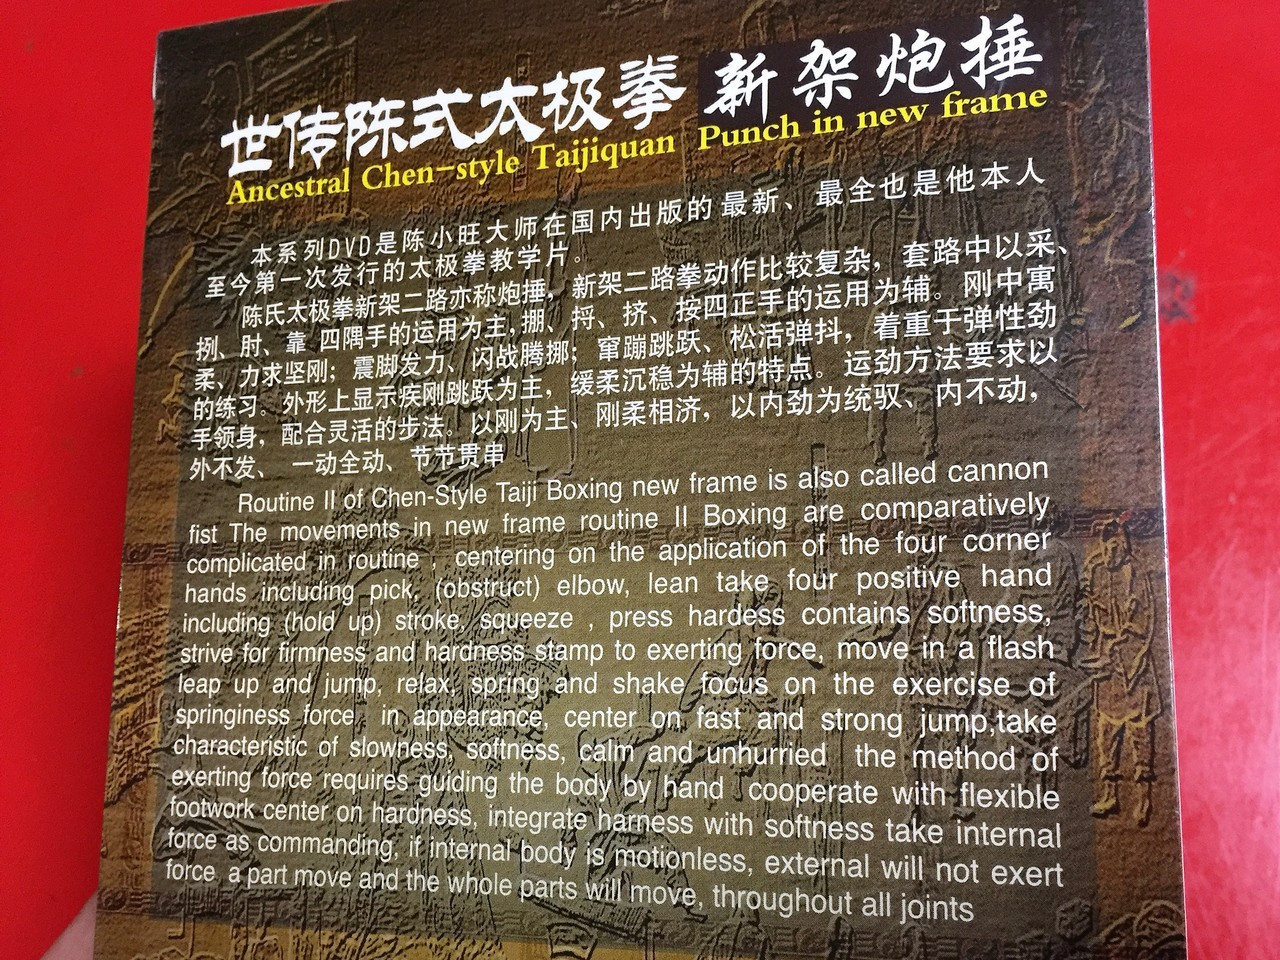 世传陈式太极拳 新架炮捶
Ancestral Chen-style Taijiquan Punch in new frame
本系列DVD是陈小旺大师在国内出版的最新、最全也是他本人
至今第一次发行的太极拳教学片。
陈氏太极拳新架二路亦称炮捶，新架二路拳动作比较复杂，套路中以采、
挒、肘、靠 四隅手的运用为主,掤、捋、挤、按四正手的运用为辅。刚中寓
柔、力求坚刚；震脚发力、闪战腾挪；窜蹦跳跃、松活弹抖，着重于弹性劲
的练习。外形上显示疾刚跳跃为主，缓柔沉稳为辅的特点。运劲方法要求以
手领身，配合灵活的步法。以刚为主、刚柔相济，以内劲为统驭、内不动，
外不发、一动全动、节节贯串
Routine II of Chen-Style Taiji Boxing new frame is also called cannon
fist The movements in new frame routine II Boxing are comparatively
complicated in routine , centering on the application of the four corner
hands including pick, (obstruct) elbow, lean take four positive hand
including (hold up) stroke, squeeze , press hardess contains softness,
strive for firmness and hardness stamp to exerting force, move in a flash
leap up and jump, relax, spring and shake focus on the exercise of
springiness force, in appearance, center on fast and strong jump,take
characteristic of slowness, softness, calm and unhurried the method of
exerting force requires guiding the body by hand cooperate with flexible
footwork center on hardness, integrate harness with softness take internal
force as commanding, if internal body is motionless, external will not exert
force, a part move and the whole parts will move, throughout all joints